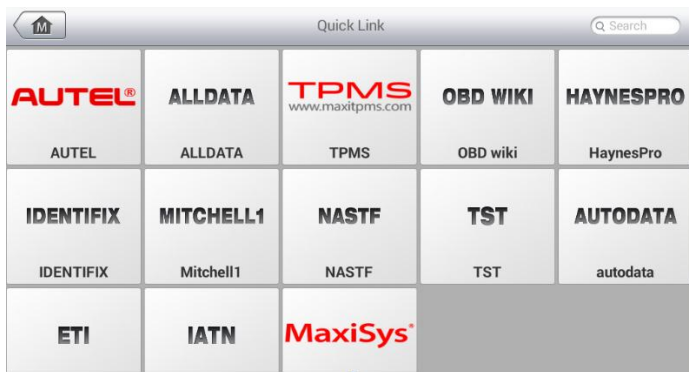 M
Quick Link
Search
AUTEL®
ALLDATA
TPMS
www.maxitpms.com
OBD WIKI
HAYNESPRO
AUTEL
ALLDATA
TPMS
OBD wiki
HaynesPro
IDENTIFIX
MITCHELL1
NASTF
TST
AUTODATA
IDENTIFIX
Mitchell1
NASTF
TST
autodata
ETI
IATN
MaxiSys